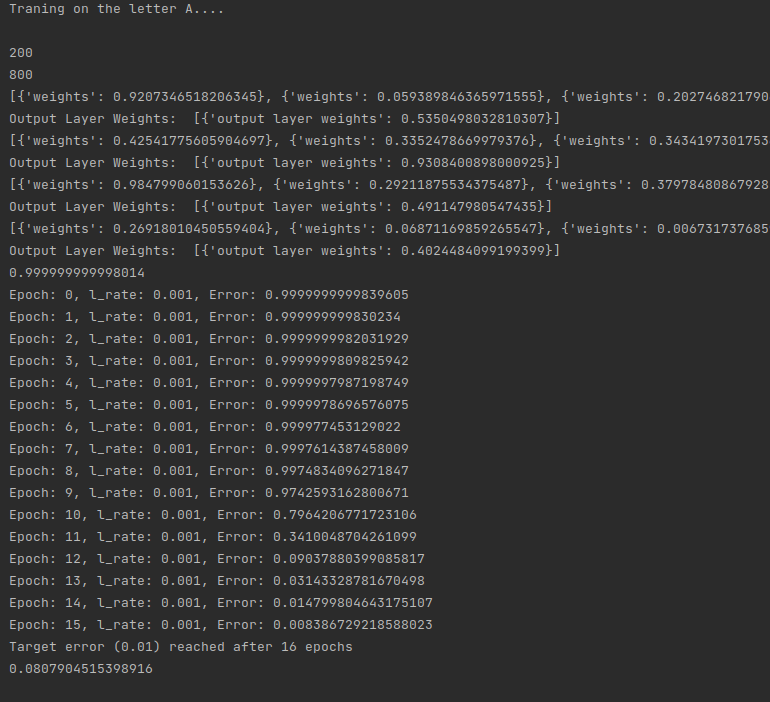 Traning on the letter A....
200
800
[{'weights': 0.9207346518206345}, {'weights': 0.059389846365971555}, {'weights': 0.202746821790
Output Layer Weights:  [{'output layer weights': 0.5350498032810307}]
[{'weights': 0.42541775605904697}, {'weights': 0.3352478669979376}, {'weights': 0.3434197301753
Output Layer Weights:  [{'output layer weights': 0.9308400898000925}]
[{'weights': 0.984799060153626}, {'weights': 0.29211875534375487}, {'weights': 0.37978480867928
Output Layer Weights:  [{'output layer weights': 0.491147980547435}]
[{'weights': 0.26918010450559404}, {'weights': 0.06871169859265547}, {'weights': 0.006731737685
Output Layer Weights:  [{'output layer weights': 0.4024484099199399}]
0.999999999998014
Epoch: 0, l_rate: 0.001, Error: 0.9999999999839605
Epoch: 1, l_rate: 0.001, Error: 0.999999999830234
Epoch: 2, l_rate: 0.001, Error: 0.9999999982031929
Epoch: 3, l_rate: 0.001, Error: 0.9999999809825942
Epoch: 4, l_rate: 0.001, Error: 0.9999997987198749
Epoch: 5, l_rate: 0.001, Error: 0.9999978696576075
Epoch: 6, l_rate: 0.001, Error: 0.999977453129022
Epoch: 7, l_rate: 0.001, Error: 0.9997614387458009
Epoch: 8, l_rate: 0.001, Error: 0.9974834096271847
Epoch: 9, l_rate: 0.001, Error: 0.9742593162800671
Epoch: 10, l_rate: 0.001, Error: 0.7964206771723106
Epoch: 11, l_rate: 0.001, Error: 0.3410048704261099
Epoch: 12, l_rate: 0.001, Error: 0.09037880399085817
Epoch: 13, l_rate: 0.001, Error: 0.03143328781670498
Epoch: 14, l_rate: 0.001, Error: 0.014799804643175107
Epoch: 15, l_rate: 0.001, Error: 0.008386729218588023
Target error (0.01) reached after 16 epochs
0.0807904515398916